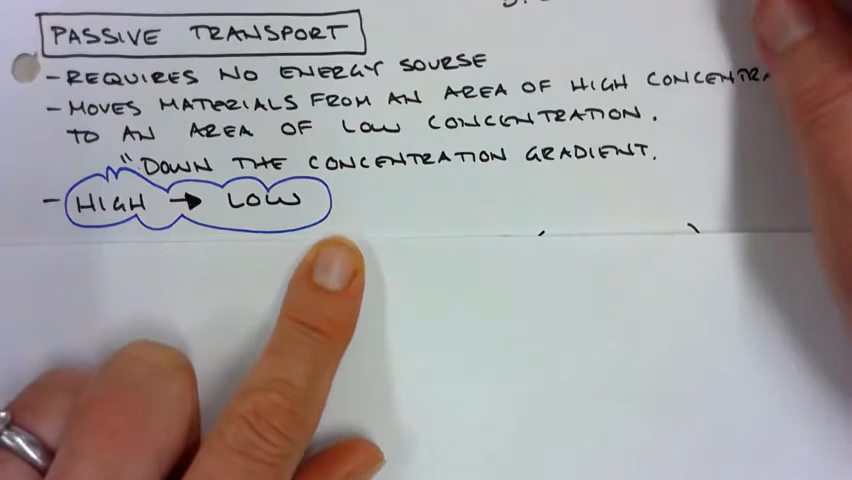 PASSIVE TRANSPORT
- REQUIRES NO ENERGY SOURSE
- MOVES MATERIALS FROM AN AREA OF HIGH CONCENTRA
TO AN AREA OF LOW CONCENTRATION.
"DOWN THE CONCENTRATION GRADIENT.
- HIGH → LOW